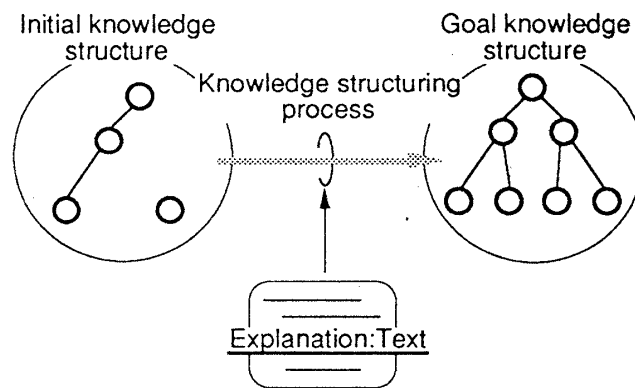 Initial knowledge
structure
Knowledge structuring
process
Goal knowledge
structure
Explanation:Text